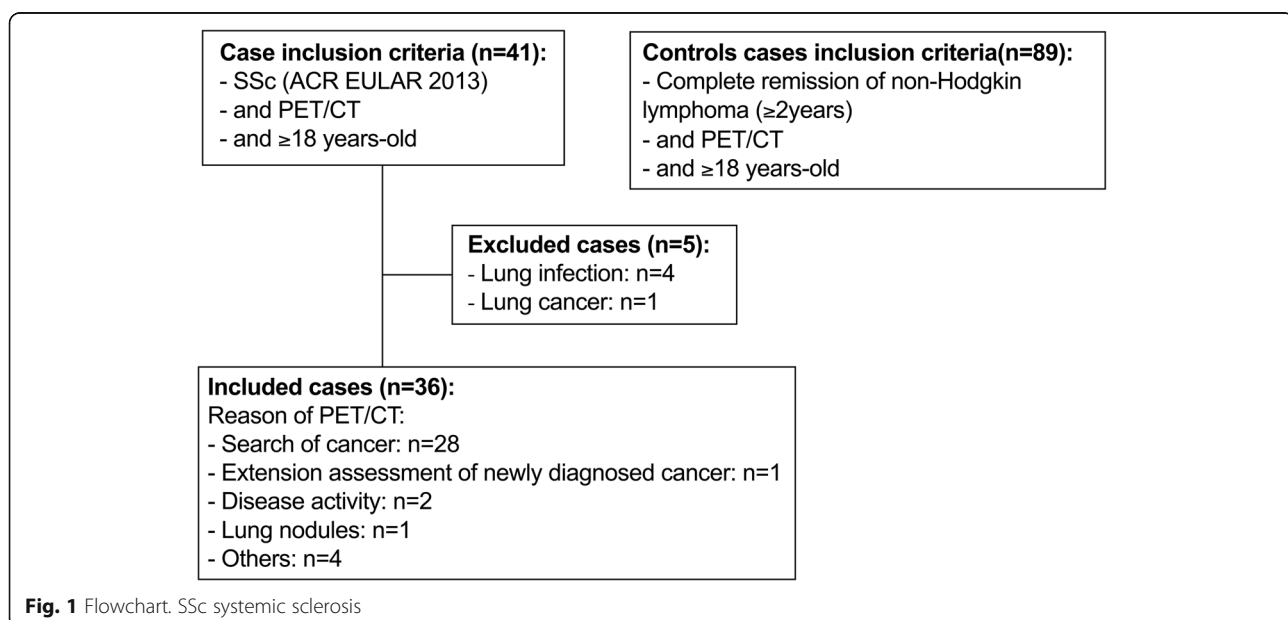 Case inclusion criteria (n=41):
- SSc (ACR EULAR 2013)
- and PET/CT
- and ≥18 years-old
Controls cases inclusion criteria(n=89):
- Complete remission of non-Hodgkin
lymphoma (≥2years)
- and PET/CT
- and ≥18 years-old
Excluded cases (n=5):
- Lung infection: n=4
- Lung cancer: n=1
Included cases (n=36):
Reason of PET/CT:
- Search of cancer: n=28
- Extension assessment of newly diagnosed cancer: n=1
- Disease activity: n=2
- Lung nodules: n=1
- Others: n=4
Fig. 1 Flowchart. SSc systemic sclerosis